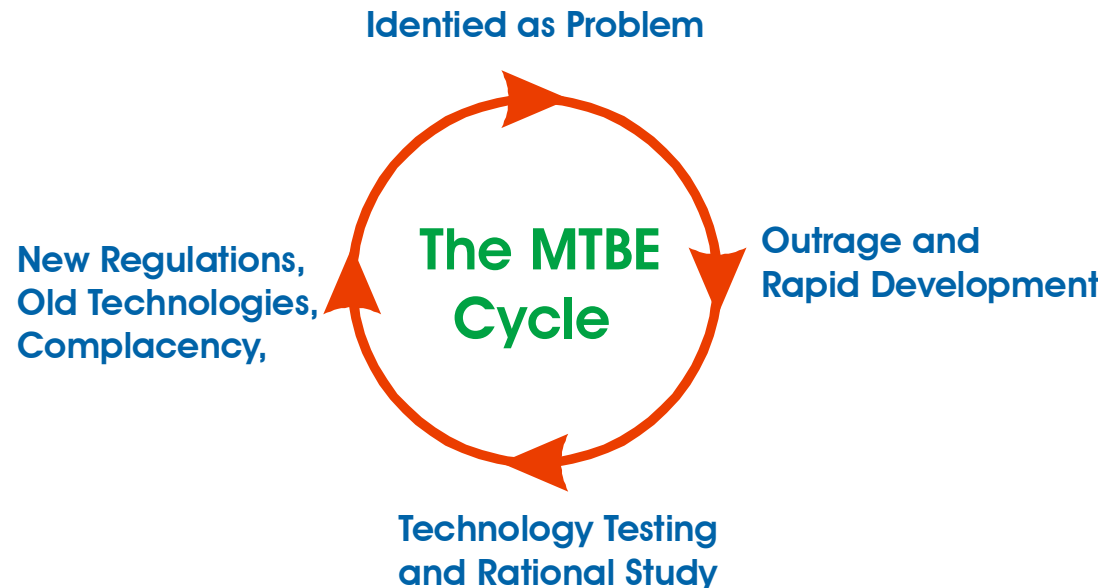 Identied as Problem
The MTBE
Cycle
Outrage and
Rapid Development
New Regulations,
Old Technologies,
Complacency,
Technology Testing
and Rational Study